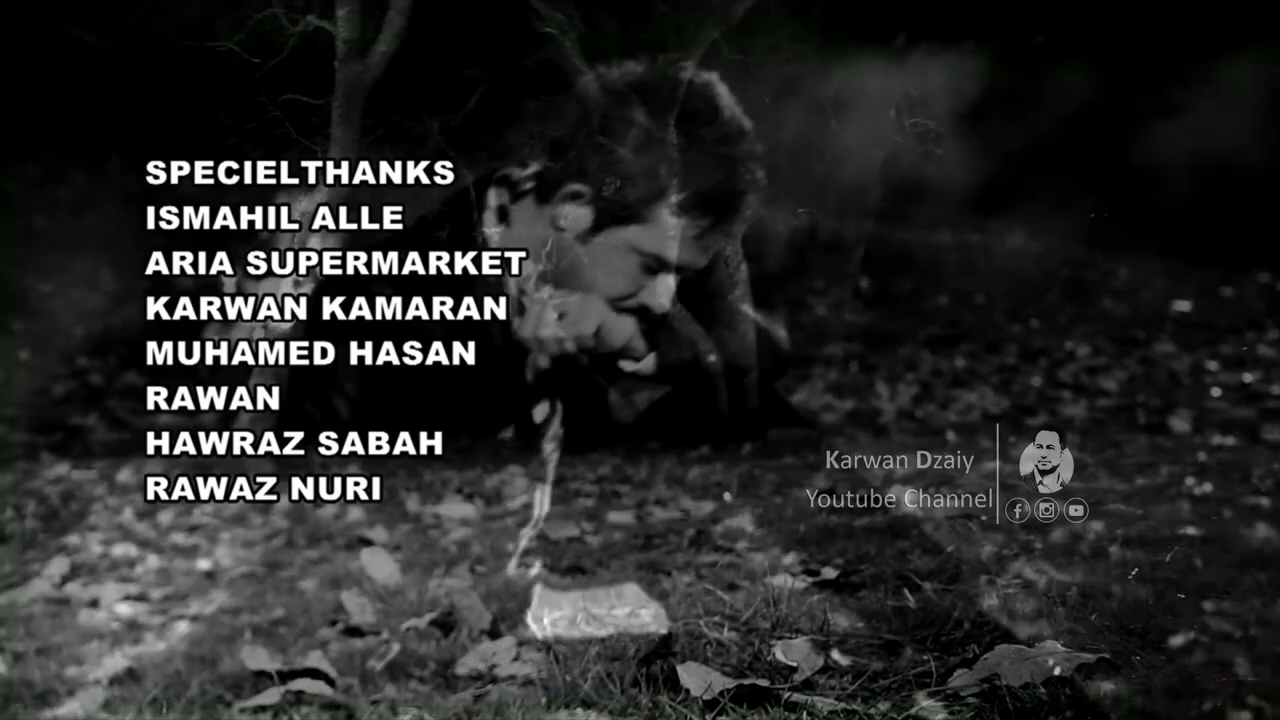 SPECIELTHANKS
ISMAHIL ALLE
ARIA SUPERMARKET
KARWAN KAMARAN
MUHAMED HASAN
RAWAN
HAWRAZ SABAH
RAWAZ NURI
Karwan Dzaiy
Youtube Channel